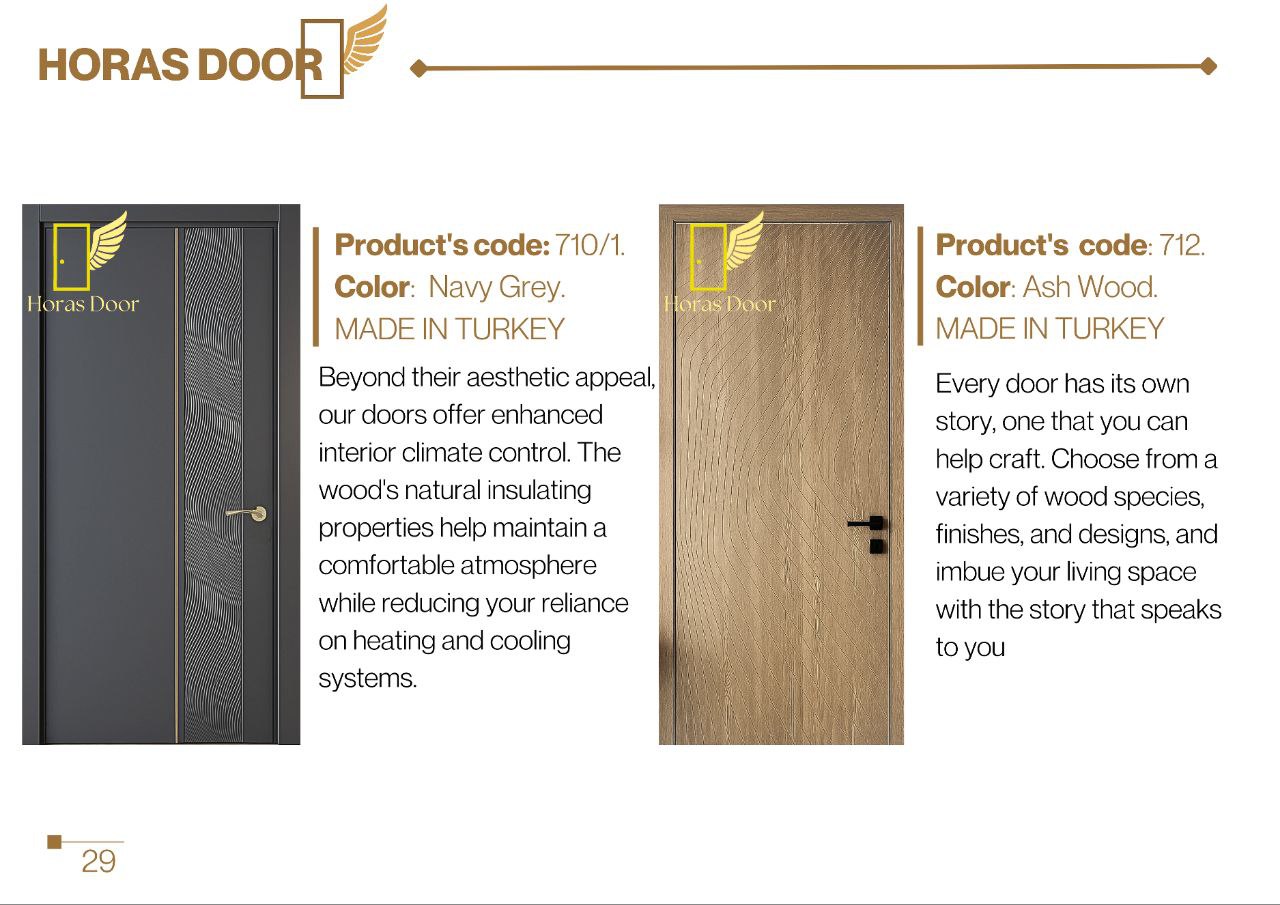 HORAS DOOR
Horas Door
Product's code: 710/1.
Color:  Navy Grey.
MADE IN TURKEY
Beyond their aesthetic appeal,
our doors offer enhanced
interior climate control. The
wood's natural insulating
properties help maintain a
comfortable atmosphere
while reducing your reliance
on heating and cooling
systems.
Horas Door
Product's  code: 712.
Color: Ash Wood.
MADE IN TURKEY
Every door has its own
story, one that you can
help craft. Choose from a
variety of wood species,
finishes, and designs, and
imbue your living space
with the story that speaks
to you
29